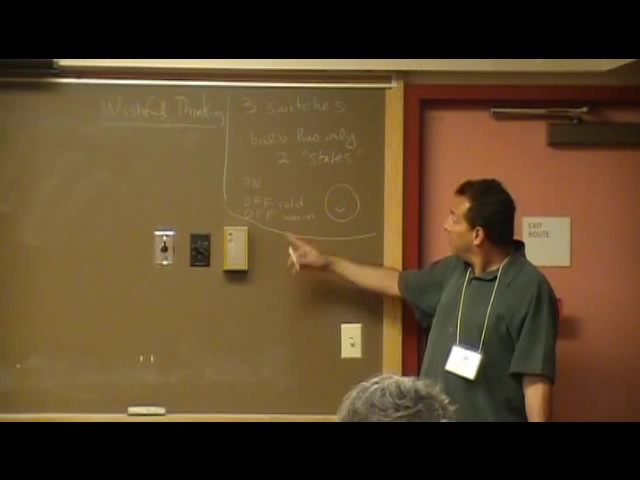 Wishful Thinking
3 switches
bulb has only
2 "states"
ON
OFF cold
OFF warm
EXIT
ROUTE